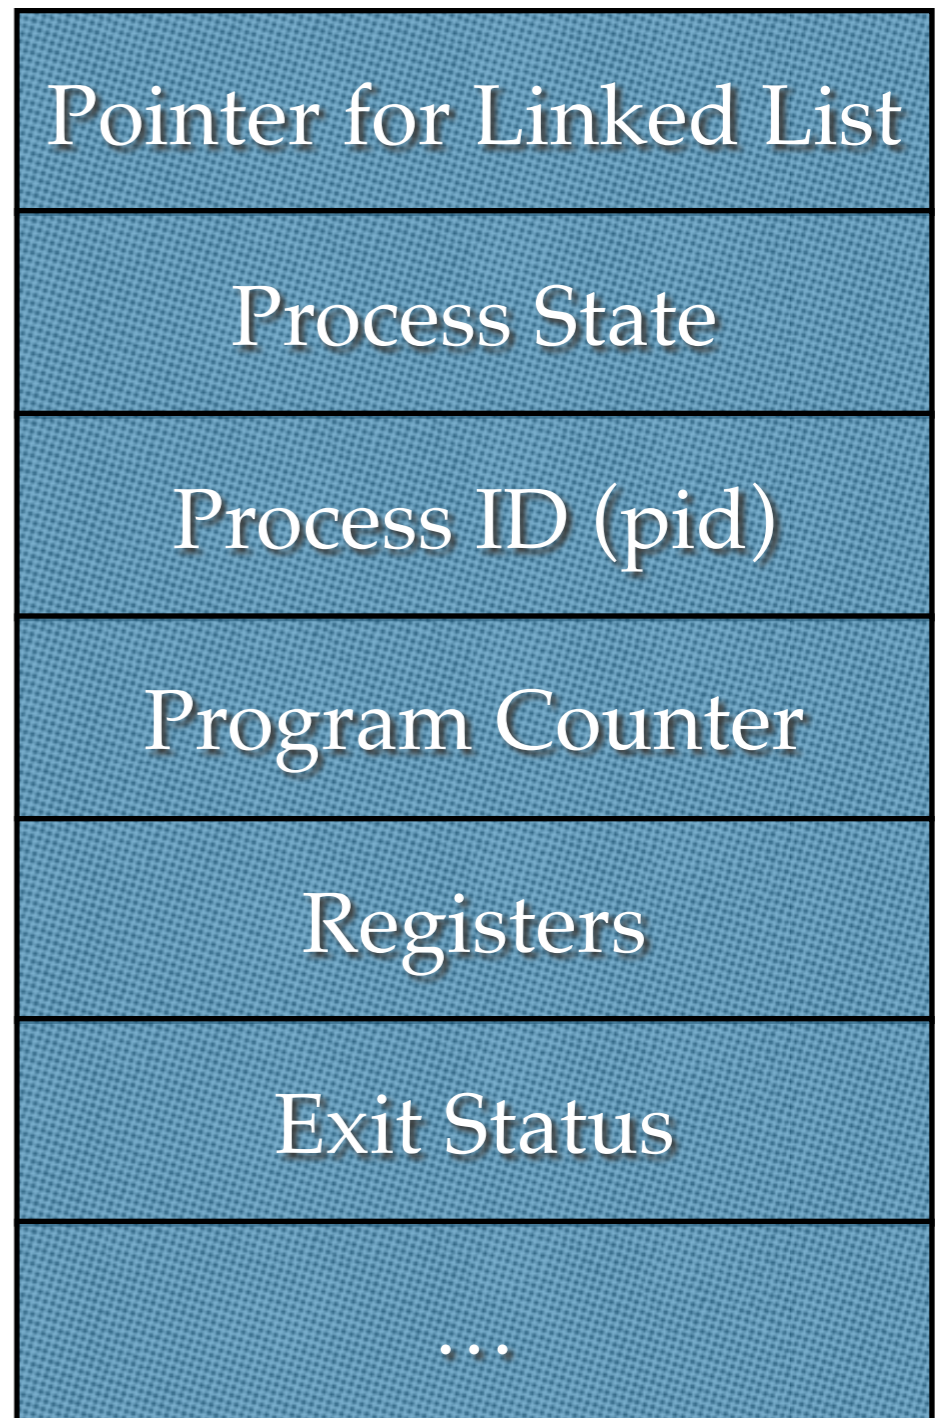 Pointer for Linked List
Process State
Process ID (pid)
Program Counter
Registers
Exit Status
…